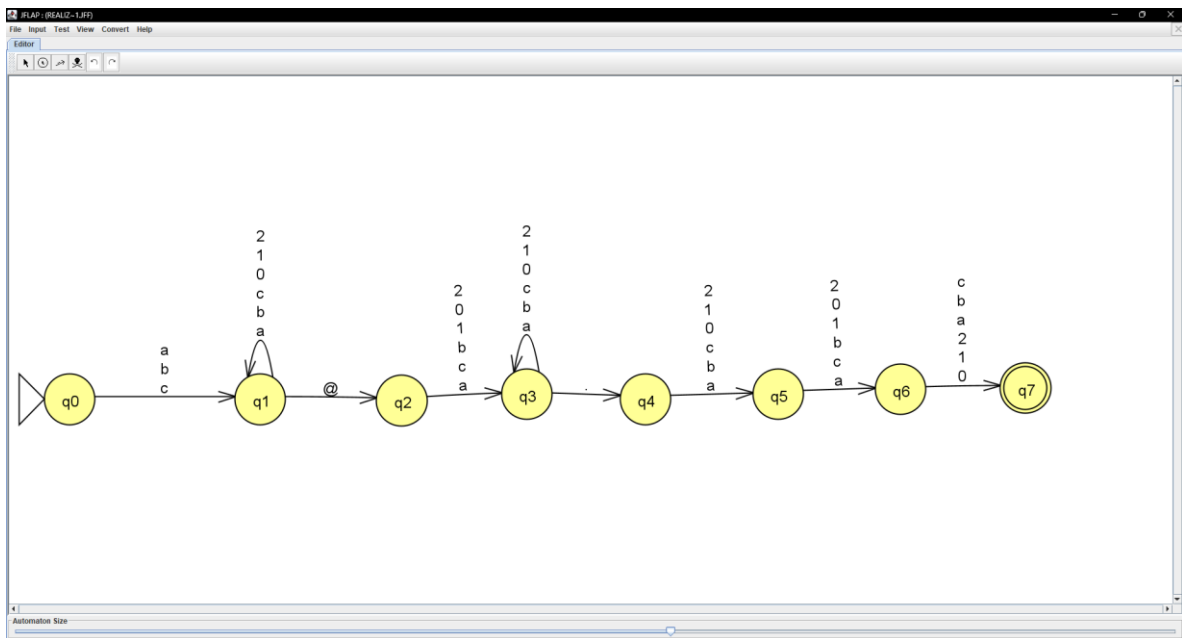 JFLAP : (REALIZ~1.JFF)
File Input Test View Convert Help
Editor
2
1
0
c
b
a
2
1
0
c
b
a
a
b
c
@
2
0
1
b
c
a
.
2
1
0
c
b
a
2
0
1
b
c
a
c
b
a
2
1
0
q0
q1
q2
q3
q4
q5
q6
q7
Automaton Size